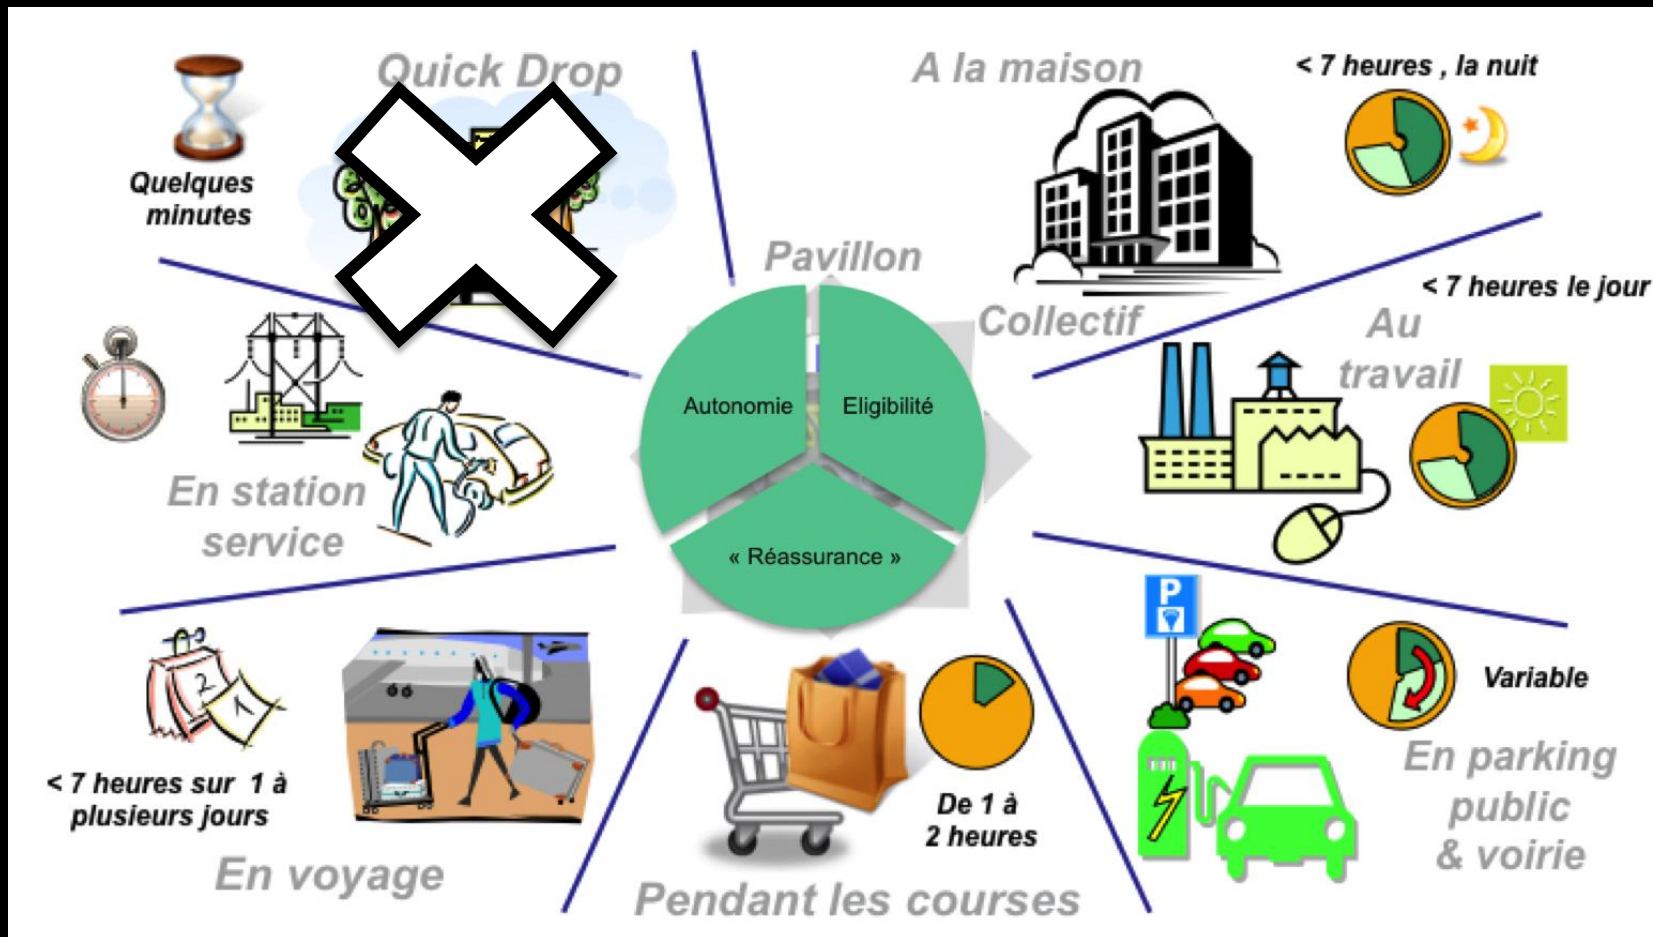 Quick Drop
Quelques
minutes
A la maison
< 7 heures , la nuit
Pavillon
Collectif
< 7 heures le jour
Au
travail
Autonomie
Eligibilité
« Réassurance »
En station
service
P
Variable
En parking
public
& voirie
2
1
< 7 heures sur 1 à
plusieurs jours
En voyage
De 1 à
2 heures
Pendant les courses